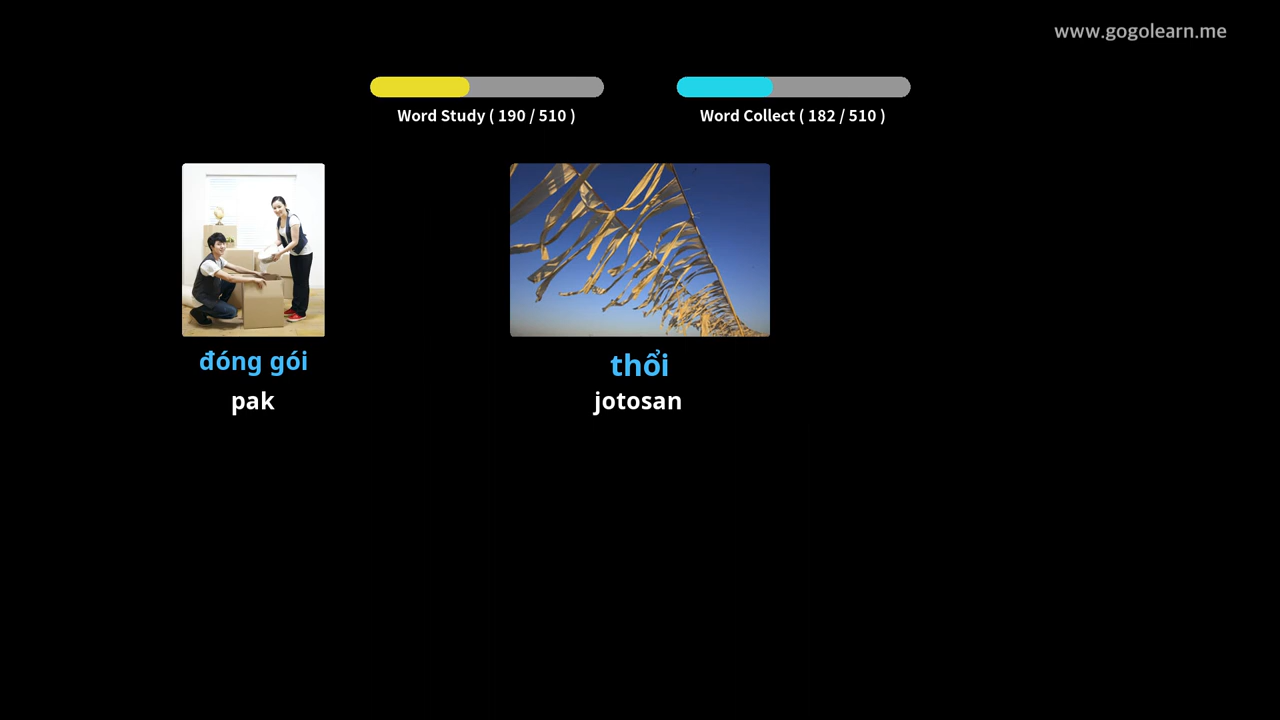 www.gogolearn.me
Word Study ( 190 / 510 )
Word Collect ( 182 / 510 )
đóng gói
pak
thổi
jotosan